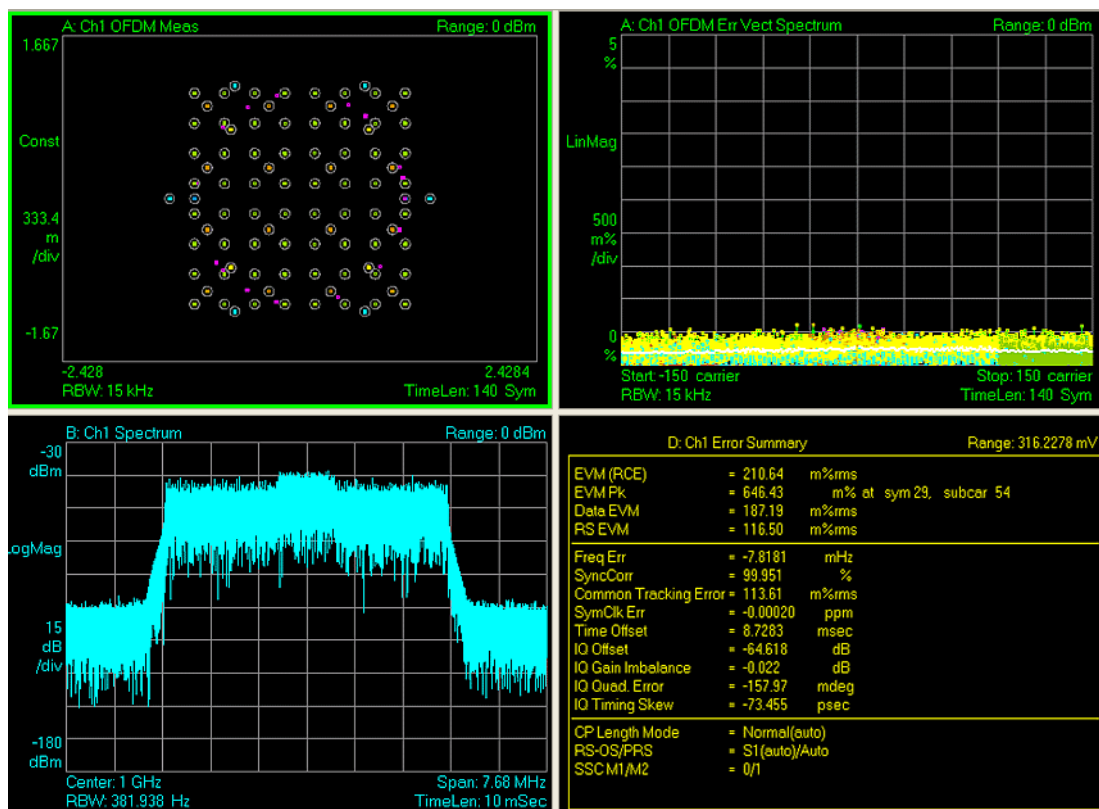 A: Ch1 OFDM Meas Range: 0 dBm
1.667
Const
333.4
m
/div
-1.67
-2.428 2.4284
RBW: 15 kHz TimeLen: 140 Sym
A: Ch1 OFDM Err Vect Spectrum Range: 0 dBm
5
%
LinMag
500
m%
/div
0
%
Start: -150 carrier Stop: 150 carrier
RBW: 15 kHz TimeLen: 140 Sym
B: Ch1 Spectrum Range: 0 dBm
-30
dBm
LogMag
15
dB
/div
-180
dBm
Center: 1 GHz Span: 7.68 MHz
RBW: 381.938 Hz TimeLen: 10 mSec
D: Ch1 Error Summary Range: 316.2278 mV
EVM (RCE) = 210.64 m%rms
EVM Pk = 646.43 m% at sym 29, subcar 54
Data EVM = 187.19 m%rms
RS EVM = 116.50 m%rms
Freq Err = -7.8181 mHz
SyncCorr = 99.951 %
Common Tracking Error = 113.61 m%rms
SymClk Err = -0.00020 ppm
Time Offset = 8.7283 msec
IQ Offset = -64.618 dB
IQ Gain Imbalance = -0.022 dB
IQ Quad. Error = -157.97 mdeg
IQ Timing Skew = -73.455 psec
CP Length Mode = Normal(auto)
RS-OS/PRS = S1(auto)/Auto
SSC M1/M2 = 0/1